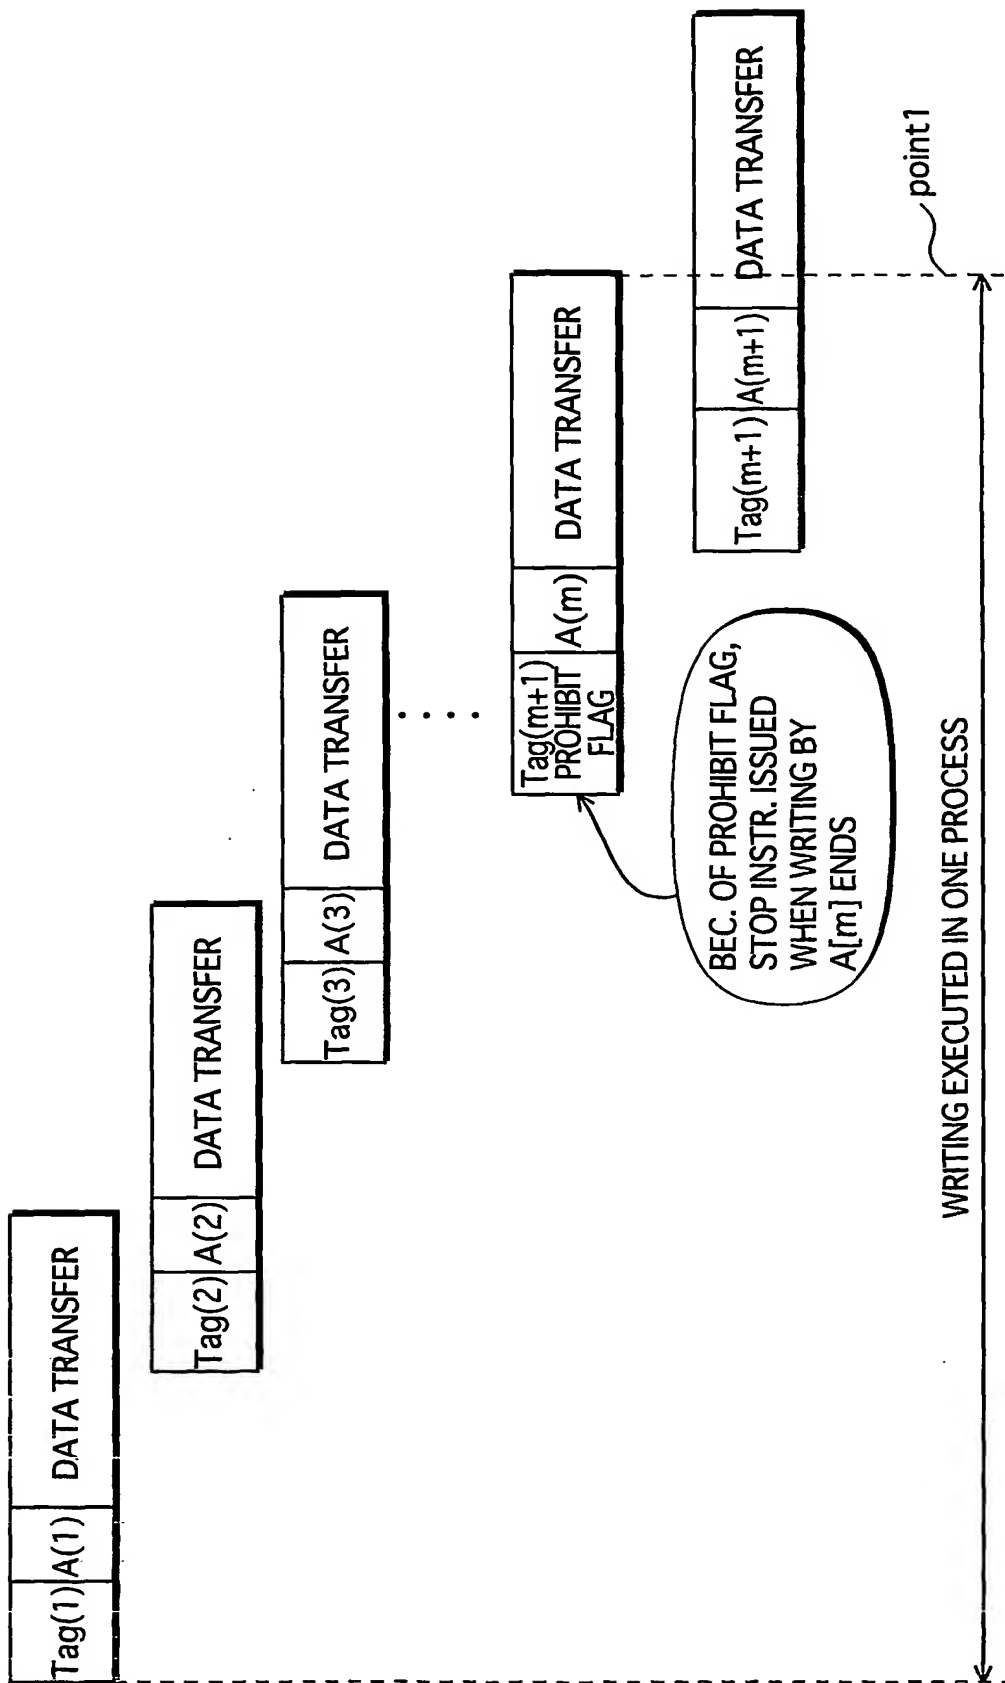 Tag(1) A(1) DATA TRANSFER
Tag(2) A(2) DATA TRANSFER
Tag(3) A(3) DATA TRANSFER
Tag(m+1)
PROHIBIT
FLAG
A(m) DATA TRANSFER
Tag(m+1) A(m+1) DATA TRANSFER
BEC. OF PROHIBIT FLAG,
STOP INSTR. ISSUED
WHEN WRITING BY
A[m] ENDS
point1
WRITING EXECUTED IN ONE PROCESS